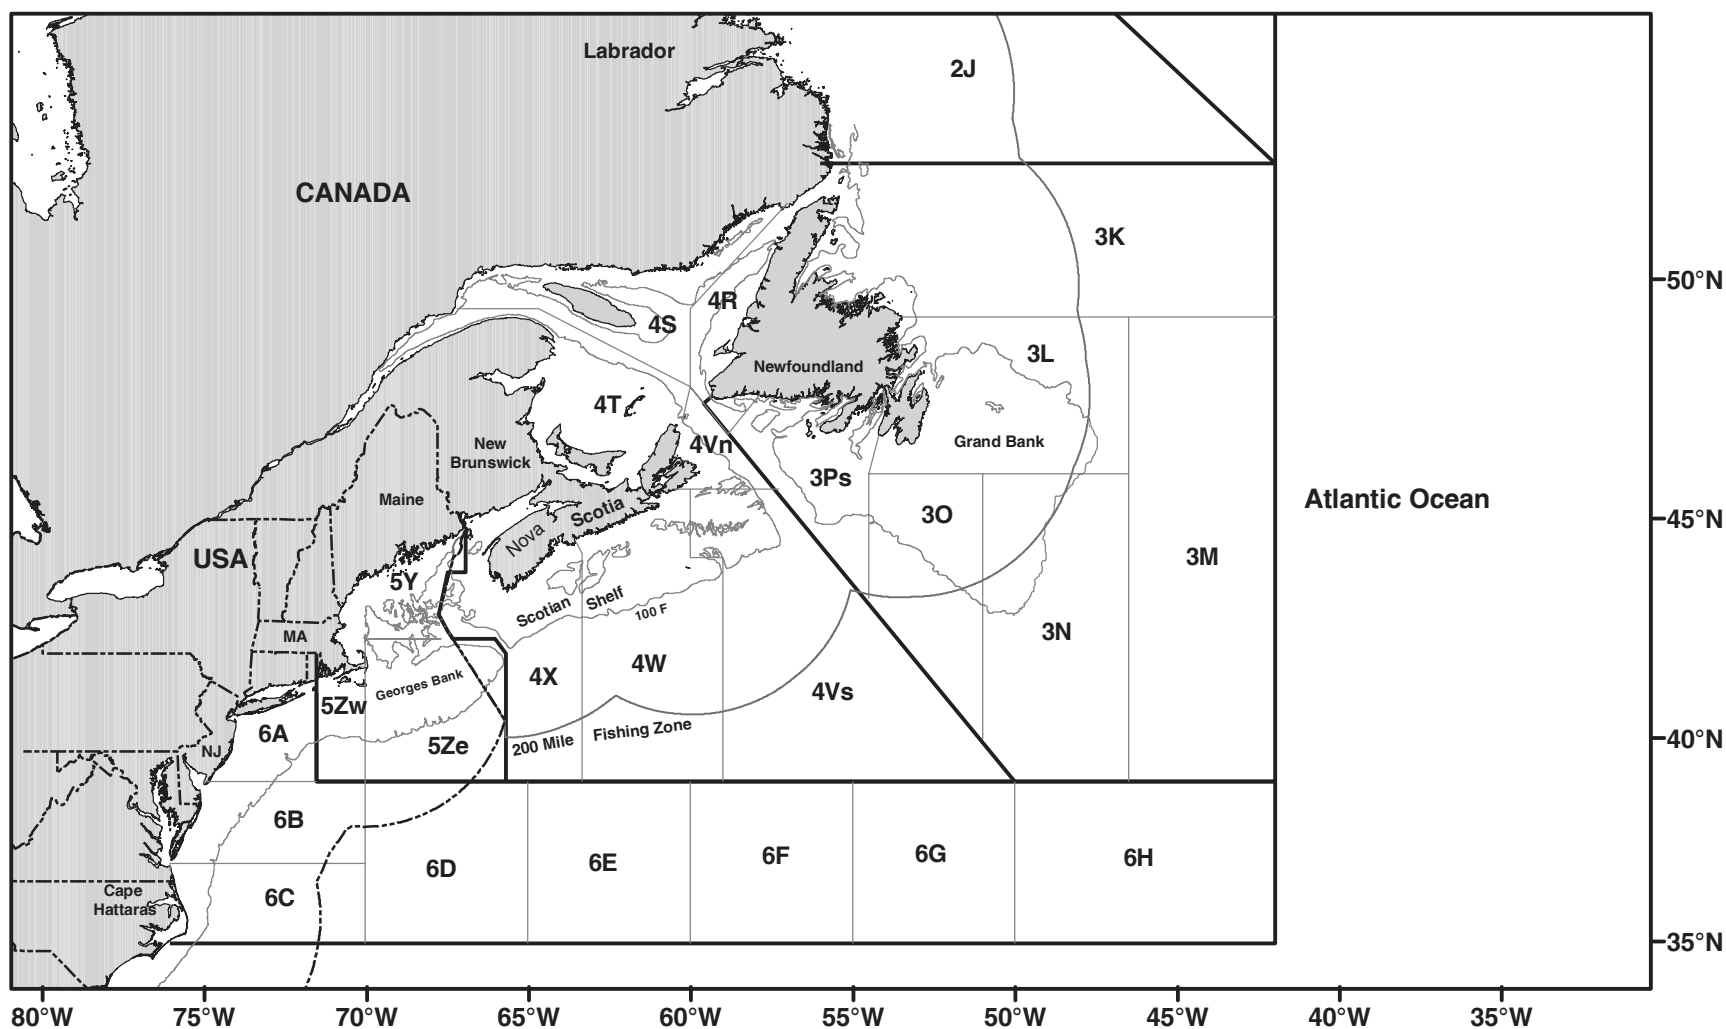 Labrador
2J
CANADA
3K
50°N
4R
4S
3L
Newfoundland
4T
Grand Bank
New
Brunswick
4Vn
3Ps
Maine
Atlantic Ocean
Nova Scotia
3O
45°N
USA
3M
5Y
Scotian Shelf
100 F
MA
3N
4W
4X
Georges Bank
4Vs
5Zw
6A
200 Mile Fishing Zone
5Ze
NJ
40°N
6B
6D
6E
6F
6G
6H
Cape
Hattaras
6C
35°N
80°W 75°W 70°W 65°W 60°W 55°W 50°W 45°W 40°W 35°W